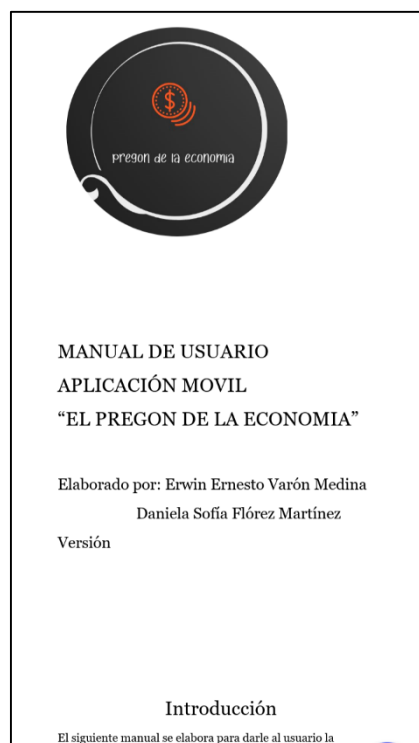 $
pregon de la economia
MANUAL DE USUARIO
APLICACIÓN MOVIL
“EL PREGON DE LA ECONOMIA”
Elaborado por: Erwin Ernesto Varón Medina
Daniela Sofía Flórez Martínez
Versión
Introducción
El siguiente manual se elabora para darle al usuario la